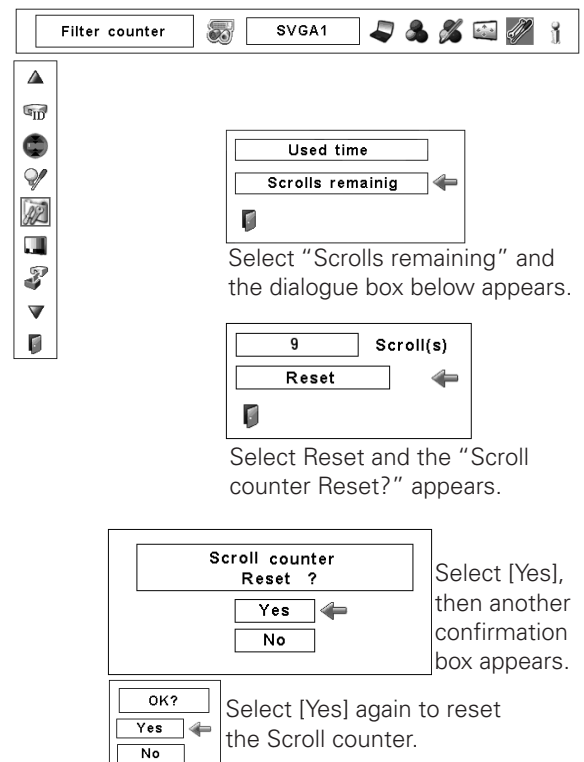 Filter counter
SVGA1
ID
Used time
Scrolls remainig
Select “Scrolls remaining” and
the dialogue box below appears.
9 Scroll(s)
Reset
Select Reset and the “Scroll
counter Reset?” appears.
Scroll counter
Reset ?
Yes
No
Select [Yes],
then another
confirmation
box appears.
OK?
Yes
No
Select [Yes] again to reset
the Scroll counter.